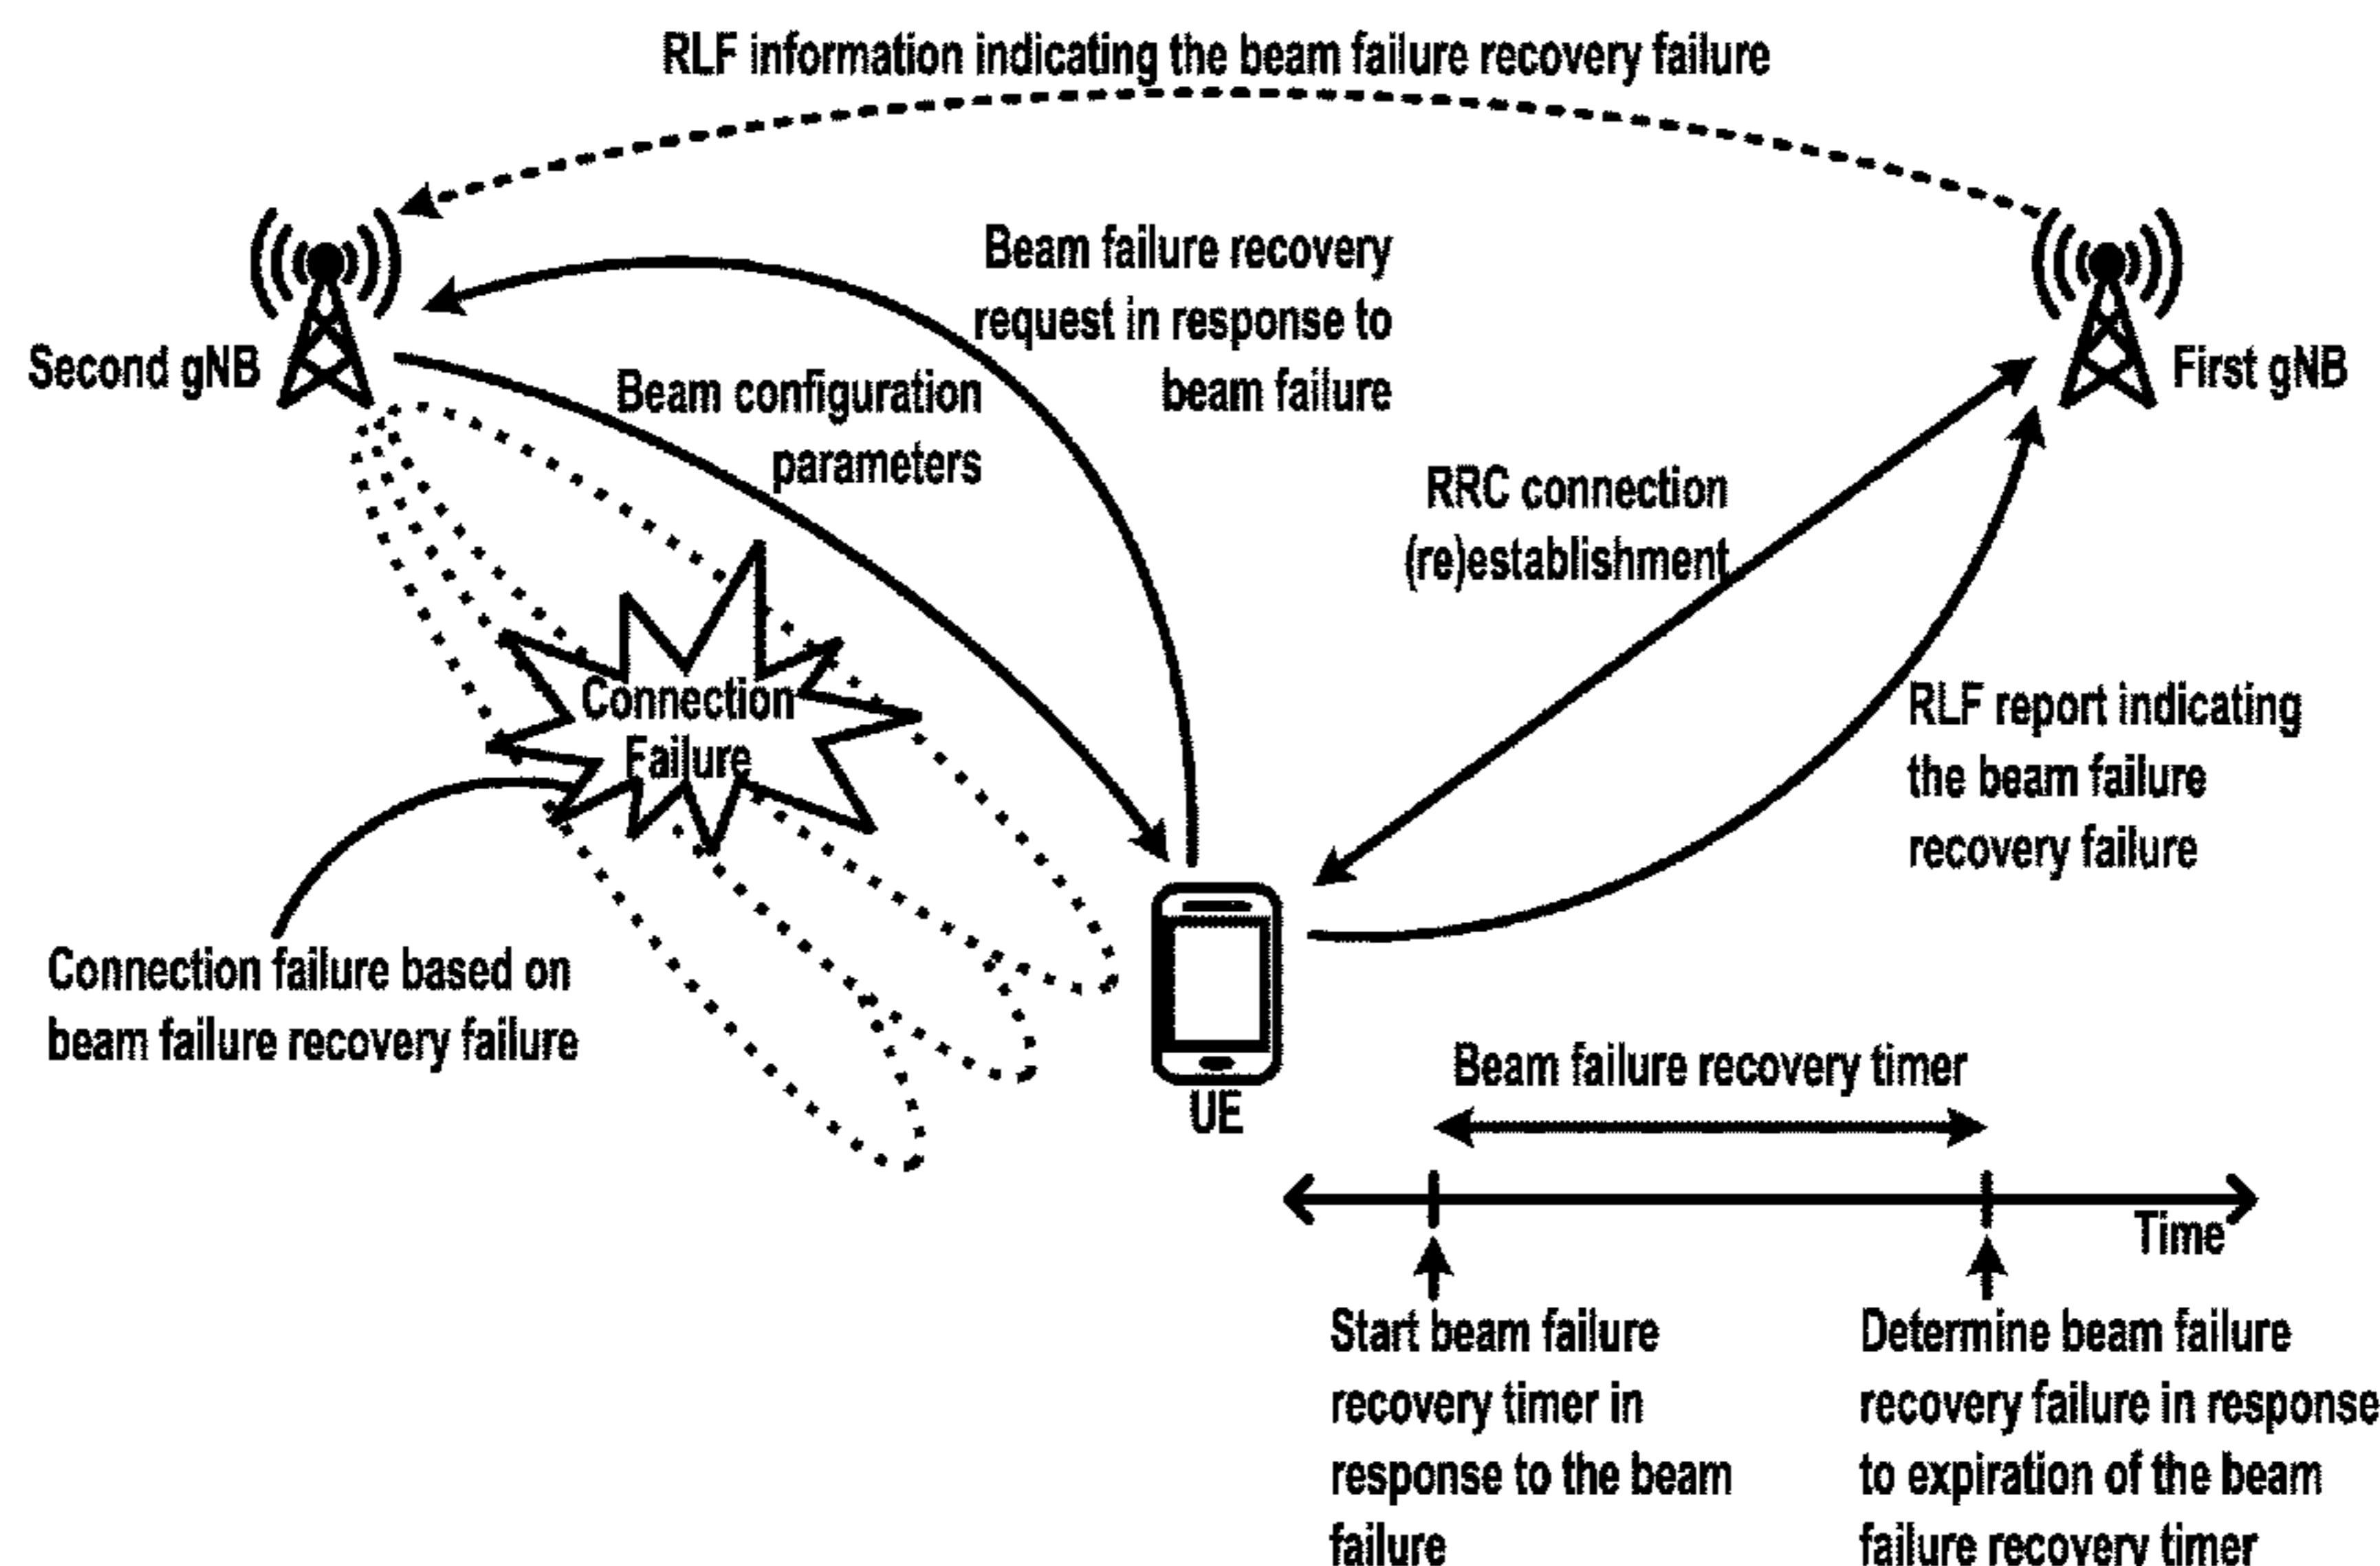 RLF information indicating the beam failure recovery failure
Beam failure recovery
request in response to
beam failure
Second gNB
First gNB
Beam configuration
parameters
RRC connection
(re)establishment
Connection
Failure
RLF report indicating
the beam failure
recovery failure
Connection failure based on
beam failure recovery failure
UE
Beam failure recovery timer
Time
Start beam failure
recovery timer in
response to the beam
failure
Determine beam failure
recovery failure in response
to expiration of the beam
failure recovery timer